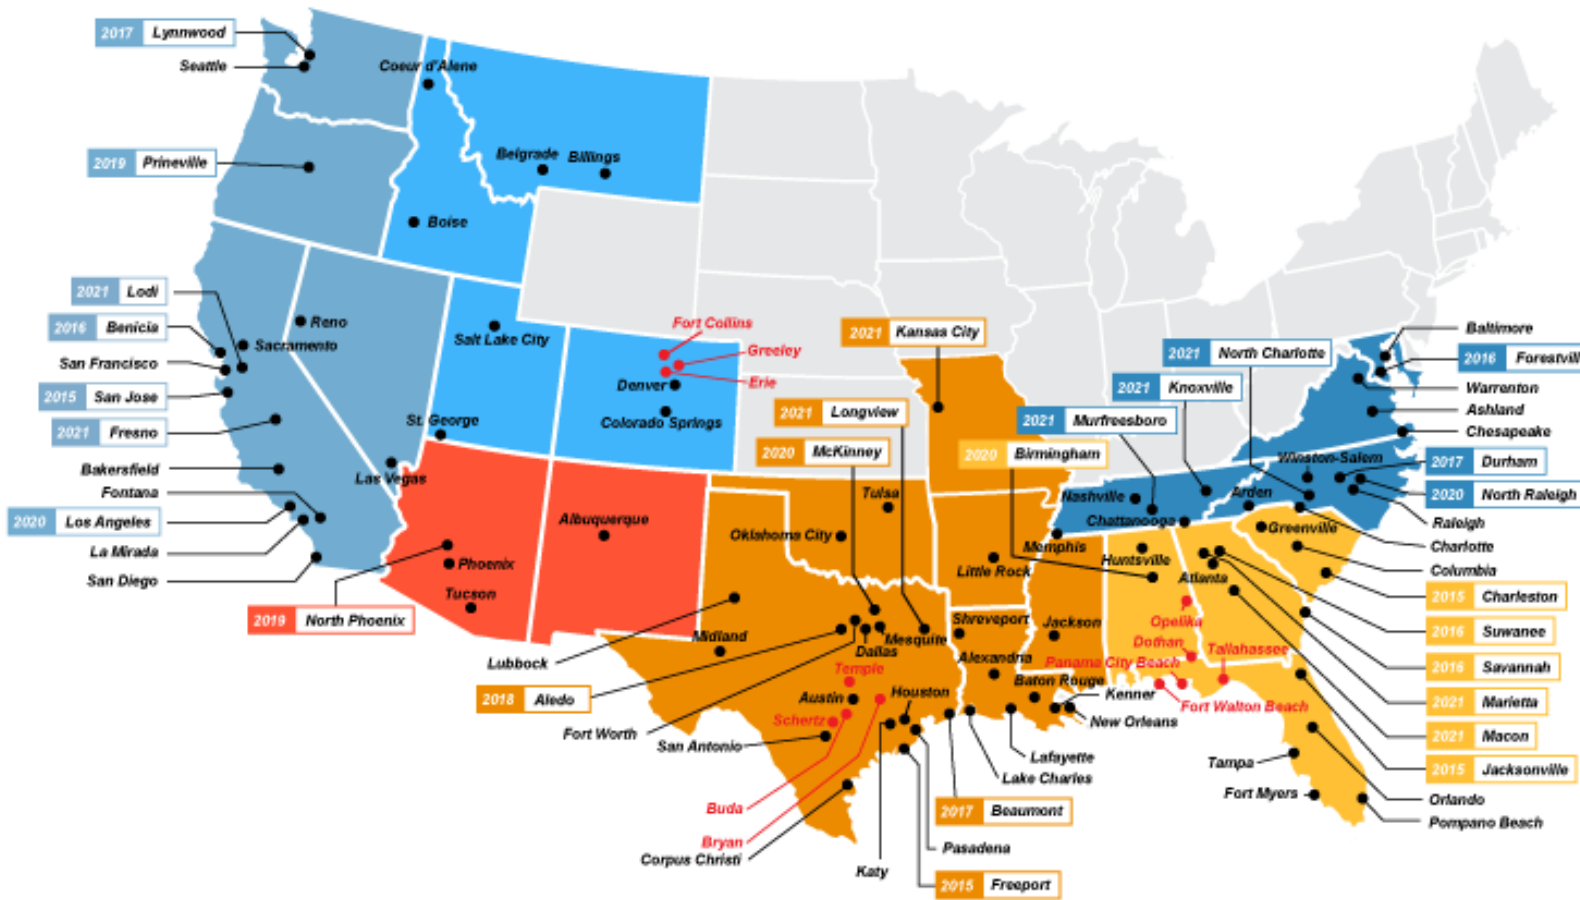 2017 Lynnwood
Seattle
Coeur d'Alene
2019 Prineville
Belgrade
Billings
Boise
2021 Lodi
2016 Benicia
San Francisco
2015 San Jose
2021 Fresno
Bakersfield
Fontana
2020 Los Angeles
La Mirada
San Diego
Reno
Sacramento
Las Vegas
Salt Lake City
St. George
Fort Collins
Greeley
Erie
Denver
Colorado Springs
Albuquerque
Phoenix
Tucson
2019 North Phoenix
2021 Kansas City
2021 Longview
2020 McKinney
2020 Birmingham
Tulsa
Oklahoma City
Little Rock
Lubbock
Midland
Mesquite
Dallas
Shreveport
Jackson
Alexandria
Baton Rouge
Temple
2018 Aledo
Austin
Houston
Schertz
Fort Worth
San Antonio
Kenner
New Orleans
Lafayette
Lake Charles
Buda
Bryan
Corpus Christi
Katy
2017 Beaumont
Pasadena
2015 Freeport
2021 North Charlotte
2021 Knoxville
2021 Murfreesboro
Nashville
Chattanooga
Memphis
Arden
Winston-Salem
Baltimore
2016 Forestvill
Warrenton
Ashland
Chesapeake
2017 Durham
2020 North Raleigh
Raleigh
Charlotte
Columbia
Greenville
Huntsville
Atlanta
Opelika
Dothan
Tallahassee
Panama City Beach
Fort Walton Beach
2015 Charleston
2016 Suwanee
2016 Savannah
2021 Marietta
2021 Macon
2015 Jacksonville
Tampa
Fort Myers
Orlando
Pompano Beach